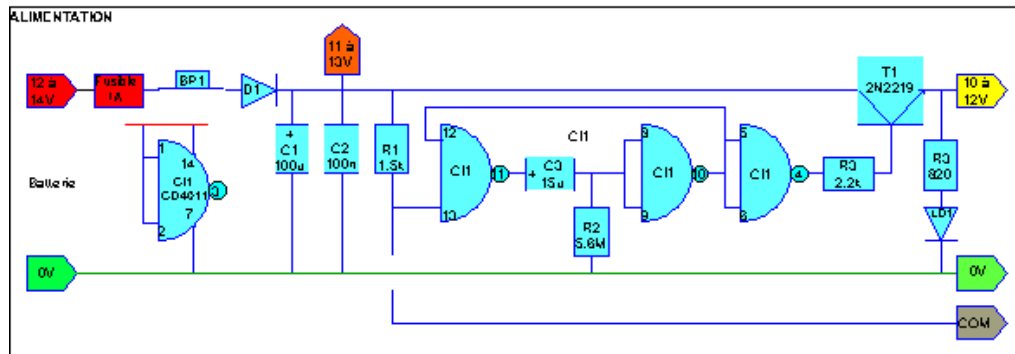 ALIMENTATION
12 à
14V
Fusible
1A
BP1
D1
11 à
13V
+
C1
100u
C2
100n
R1
1.5k
12
13
CI1
11
+
C3
15u
CI1
R2
5.6M
9
9
CI1
10
5
6
CI1
4
R3
2.2k
T1
2N2219
10 à
12V
R3
820
LD1
Batterie
1
14
CI1
CD4011
3
7
2
0V
0V
COM